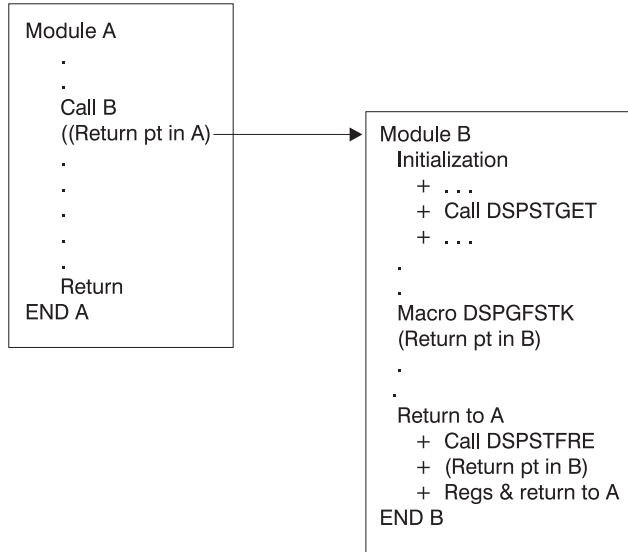 Module A
.
.
Call B
((Return pt in A)
.
.
.
.
.
Return
END A
Module B
Initialization
+ . . .
+ Call DSPSTGET
+ . . .
.
.
Macro DSPGFSTK
(Return pt in B)
.
.
Return to A
+ Call DSPSTFRE
+ (Return pt in B)
+ Regs & return to A
END B